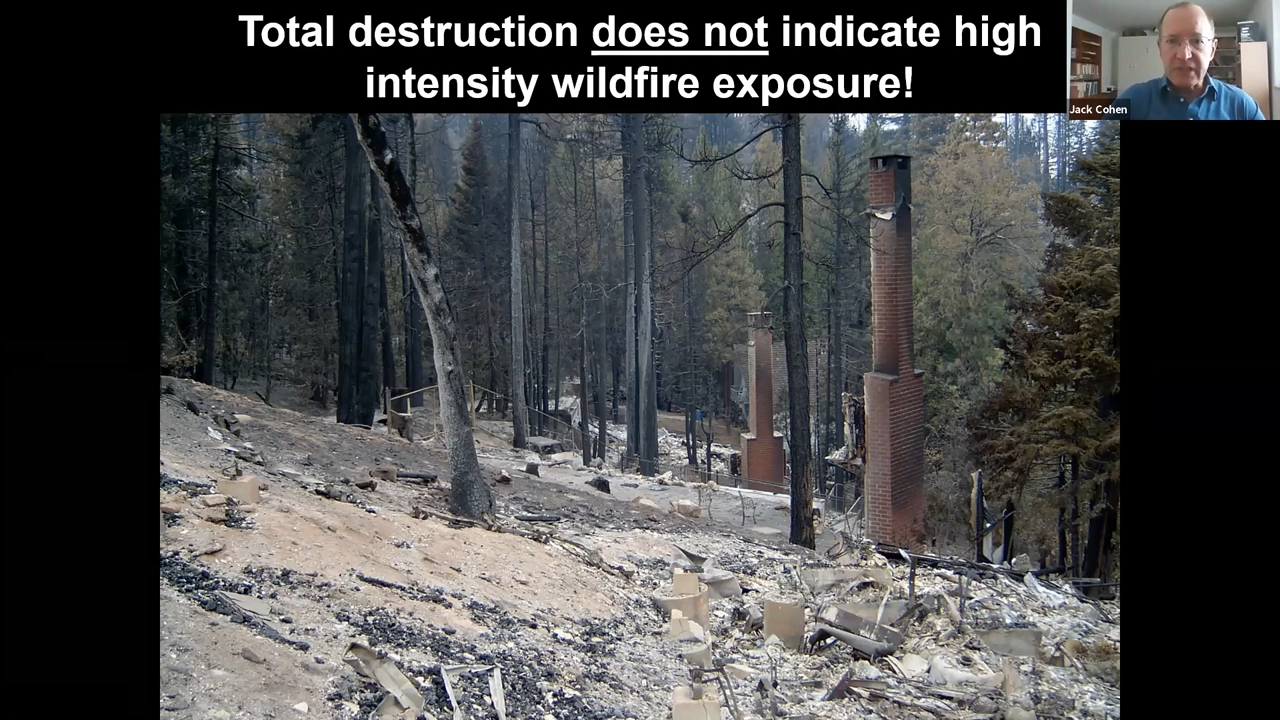 Total destruction does not indicate high
intensity wildfire exposure!
Jack Cohen